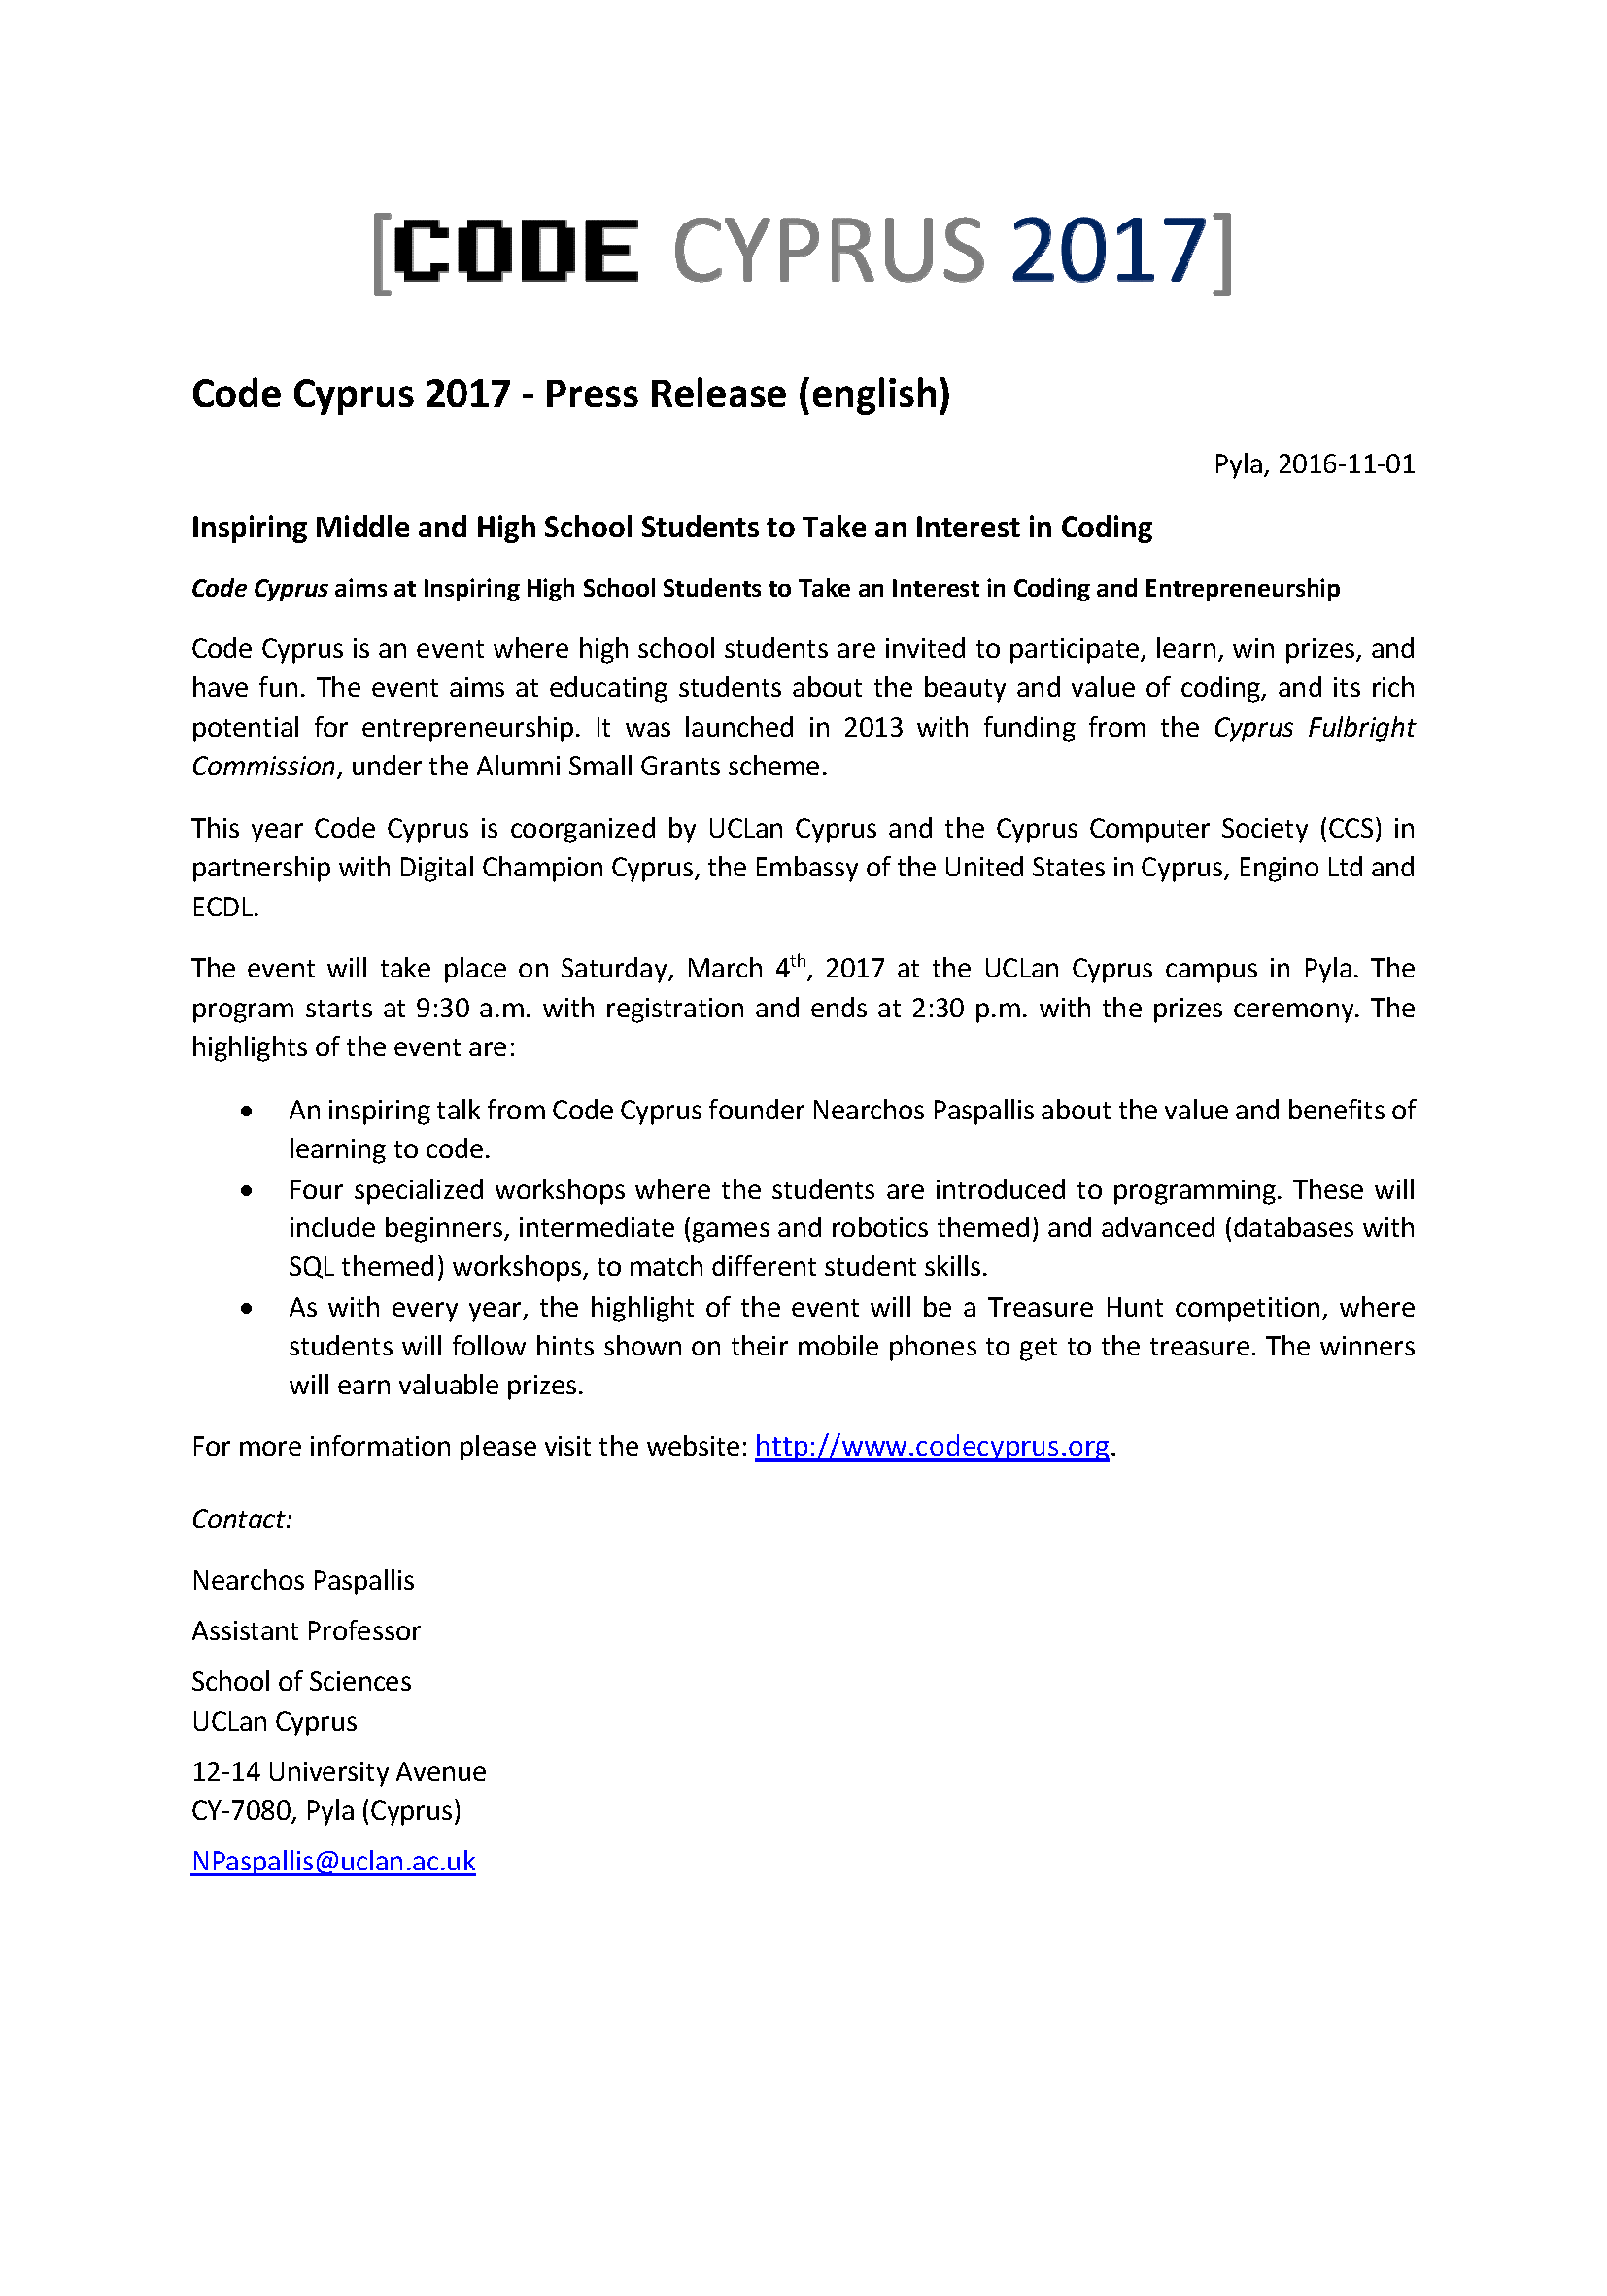 [CODE CYPRUS 2017]
Code Cyprus 2017 - Press Release (english)
Pyla, 2016-11-01
Inspiring Middle and High School Students to Take an Interest in Coding
Code Cyprus aims at Inspiring High School Students to Take an Interest in Coding and Entrepreneurship
Code Cyprus is an event where high school students are invited to participate, learn, win prizes, and
have fun. The event aims at educating students about the beauty and value of coding, and its rich
potential for entrepreneurship. It was launched in 2013 with funding from the Cyprus Fulbright
Commission, under the Alumni Small Grants scheme.
This year Code Cyprus is coorganized by UCLan Cyprus and the Cyprus Computer Society (CCS) in
partnership with Digital Champion Cyprus, the Embassy of the United States in Cyprus, Engino Ltd and
ECDL.
The event will take place on Saturday, March 4th, 2017 at the UCLan Cyprus campus in Pyla. The
program starts at 9:30 a.m. with registration and ends at 2:30 p.m. with the prizes ceremony. The
highlights of the event are:
• An inspiring talk from Code Cyprus founder Nearchos Paspallis about the value and benefits of
learning to code.
• Four specialized workshops where the students are introduced to programming. These will
include beginners, intermediate (games and robotics themed) and advanced (databases with
SQL themed) workshops, to match different student skills.
• As with every year, the highlight of the event will be a Treasure Hunt competition, where
students will follow hints shown on their mobile phones to get to the treasure. The winners
will earn valuable prizes.
For more information please visit the website: http://www.codecyprus.org.
Contact:
Nearchos Paspallis
Assistant Professor
School of Sciences
UCLan Cyprus
12-14 University Avenue
CY-7080, Pyla (Cyprus)
NPaspallis@uclan.ac.uk